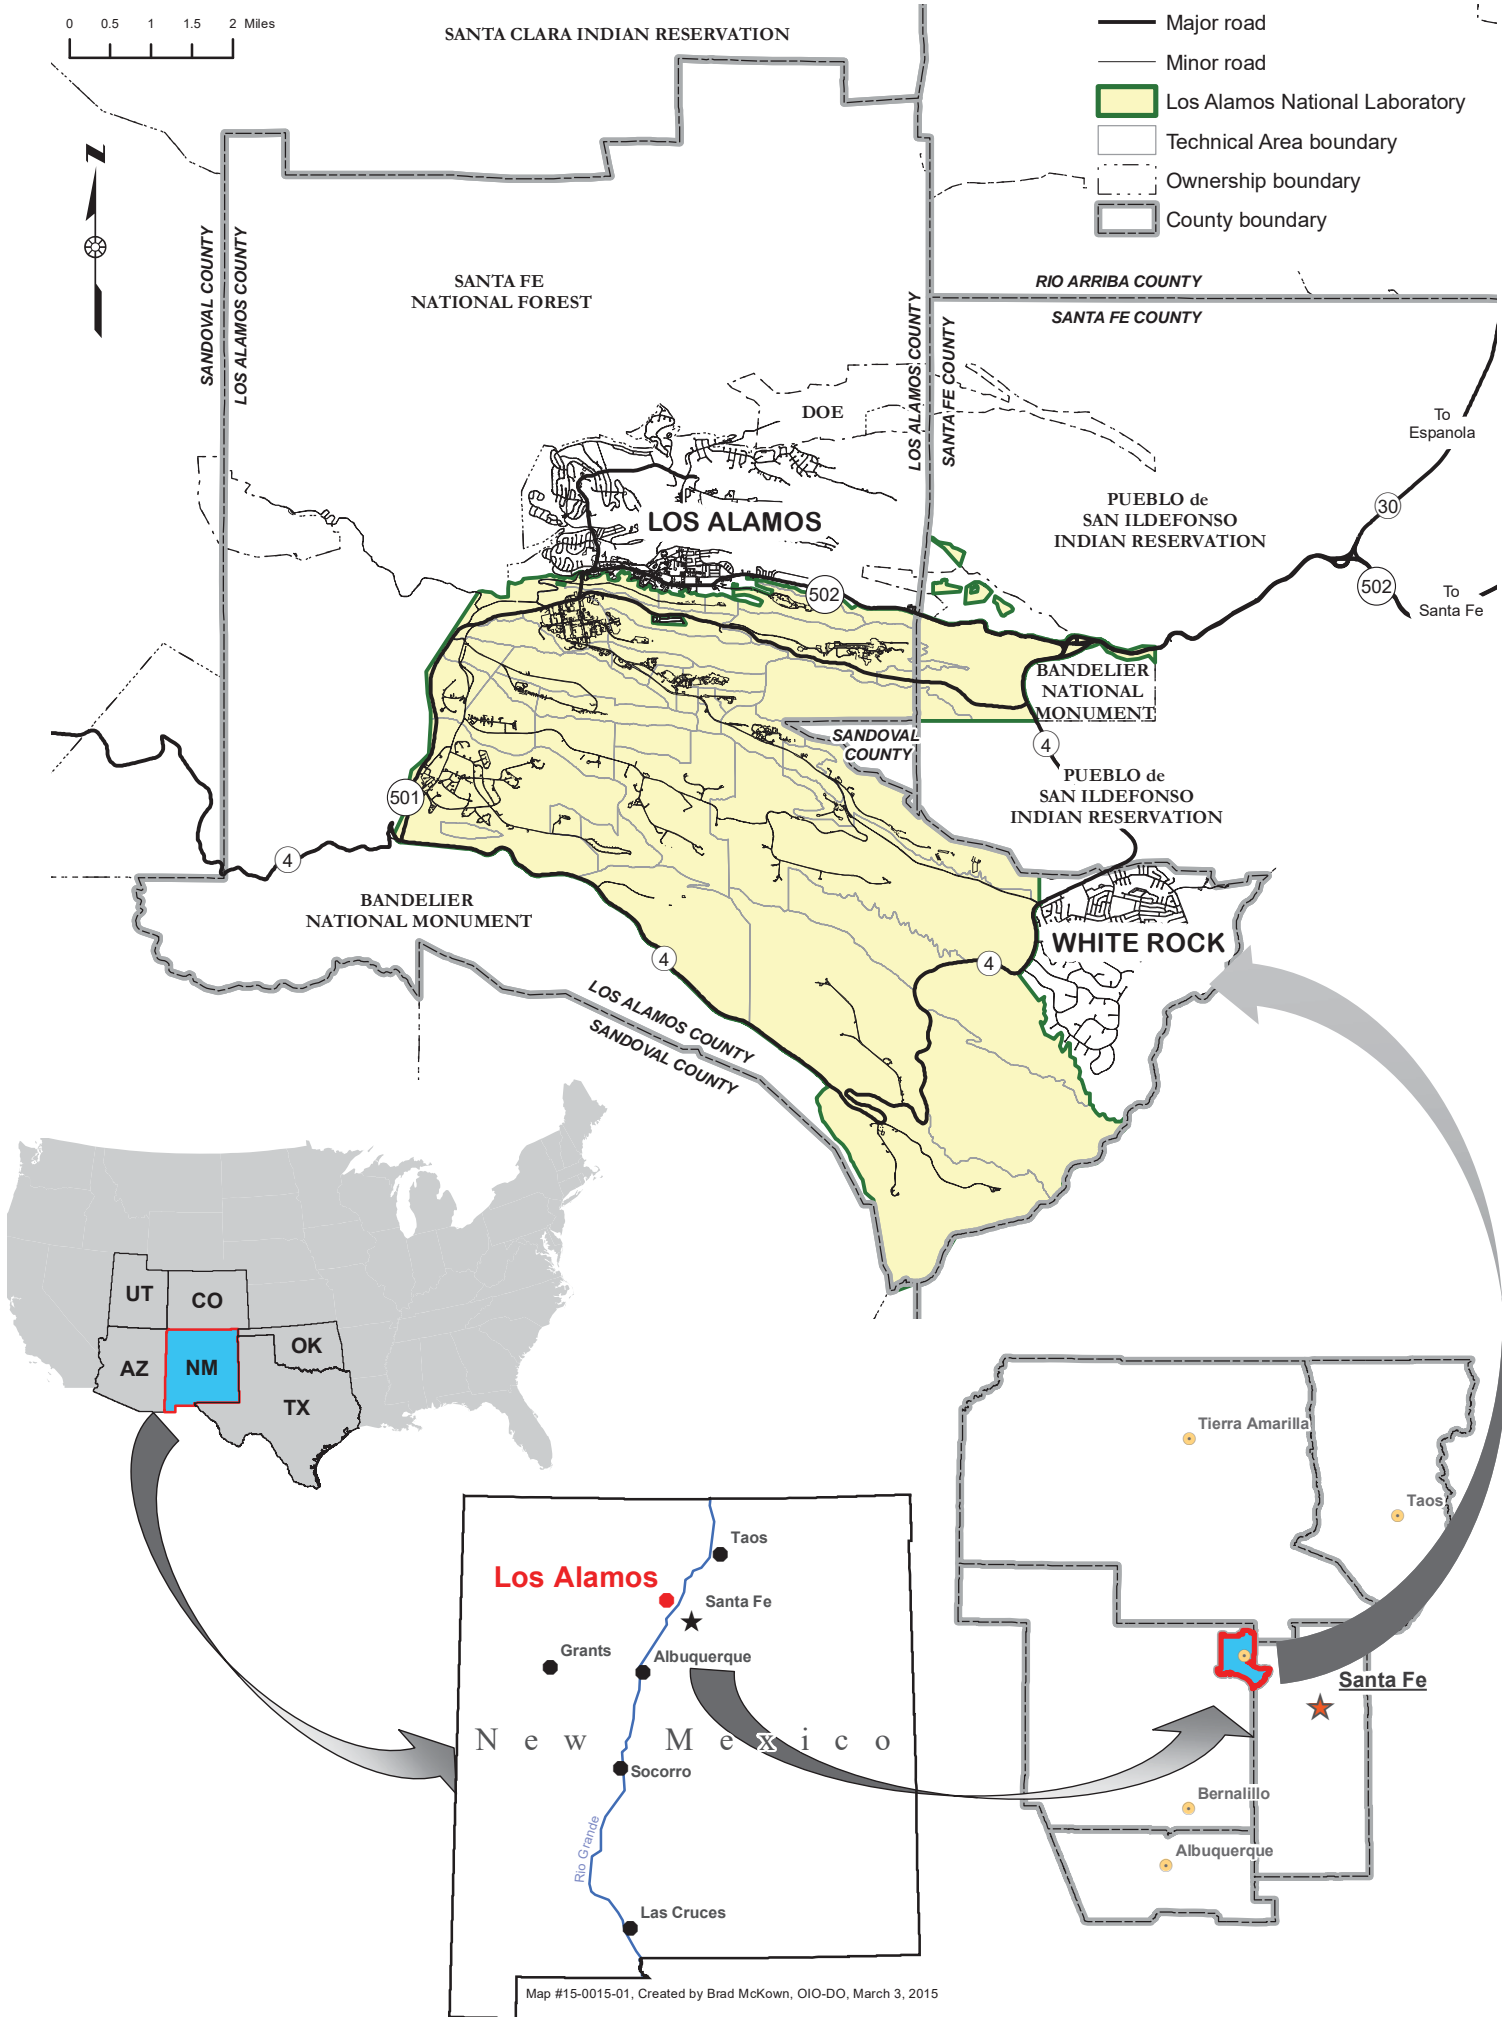 0 0.5 1 1.5 2 Miles
SANTA CLARA INDIAN RESERVATION
Major road
Minor road
Los Alamos National Laboratory
Technical Area boundary
Ownership boundary
County boundary
N
SANDOVAL COUNTY
LOS ALAMOS COUNTY
SANTA FE
NATIONAL FOREST
RIO ARRIBA COUNTY
SANTA FE COUNTY
LOS ALAMOS COUNTY
SANTA FE COUNTY
DOE
To
Espanola
LOS ALAMOS
PUEBLO de
SAN ILDEFONSO
INDIAN RESERVATION
30
502
502
To
Santa Fe
BANDELIER
NATIONAL
MONUMENT
SANDOVAL
COUNTY
4
PUEBLO de
SAN ILDEFONSO
INDIAN RESERVATION
501
4
BANDELIER
NATIONAL MONUMENT
WHITE ROCK
4
4
LOS ALAMOS COUNTY
SANDOVAL COUNTY
UT
CO
AZ
NM
OK
TX
Tierra Amarilla
Taos
Taos
Los Alamos
Santa Fe
Grants
Albuquerque
Santa Fe
New Mexico
Socorro
Bernalillo
Rio Grande
Albuquerque
Las Cruces
Map #15-0015-01, Created by Brad McKown, OIO-DO, March 3, 2015